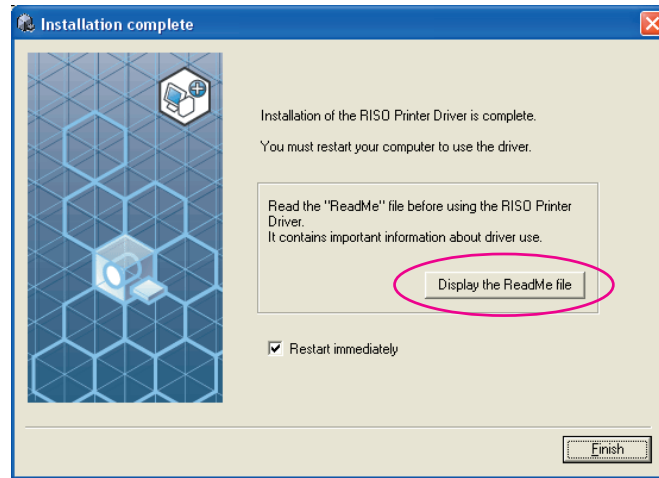 Installation complete
Installation of the RISO Printer Driver is complete.
You must restart your computer to use the driver.
Read the "ReadMe" file before using the RISO Printer
Driver.
It contains important information about driver use.
Display the ReadMe file
Restart immediately
Finish